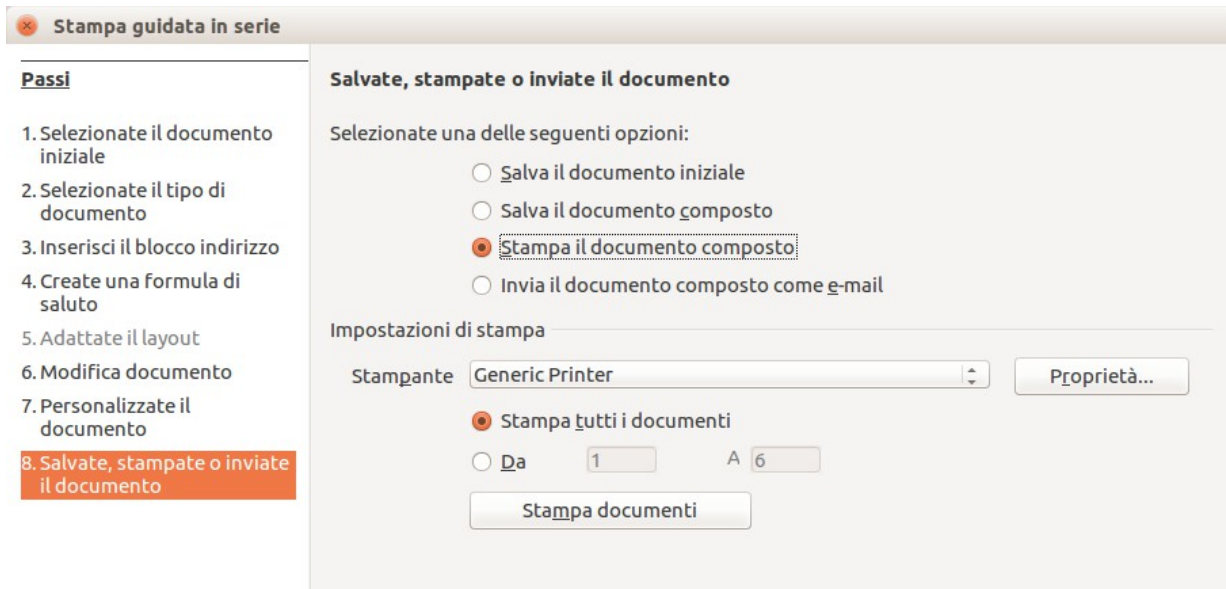 Stampa guidata in serie
Passi
1. Selezionate il documento
iniziale
2. Selezionate il tipo di
documento
3. Inserisci il blocco indirizzo
4. Create una formula di
saluto
5. Adattate il layout
6. Modifica documento
7. Personalizzate il
documento
8. Salvate, stampate o inviate
il documento
Salvate, stampate o inviate il documento
Selezionate una delle seguenti opzioni:
Salva il documento iniziale
Salva il documento composto
Stampa il documento composto
Invia il documento composto come e-mail
Impostazioni di stampa
Stampante Generic Printer Proprietà...
Stampa tutti i documenti
Da 1 A 6
Stampa documenti